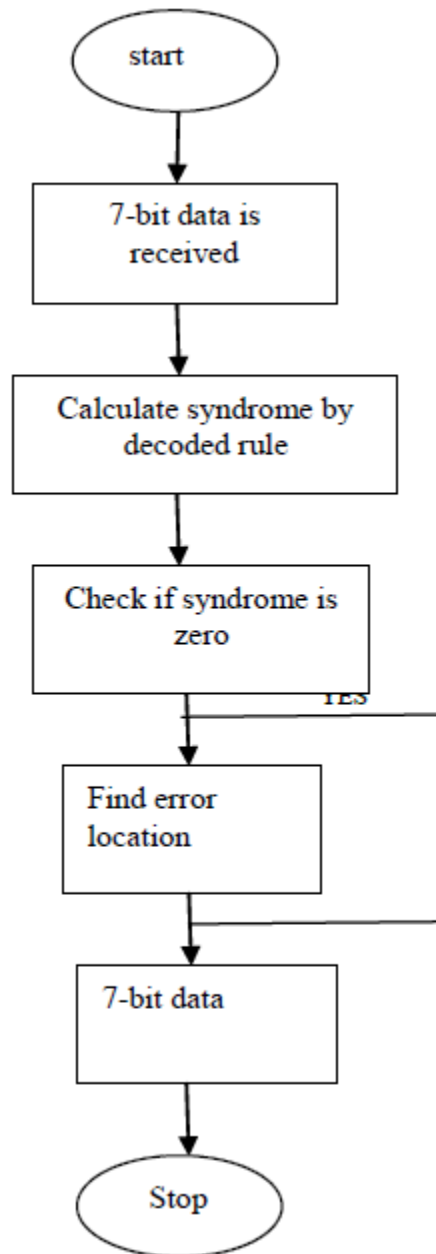 start
7-bit data is
received
Calculate syndrome by
decoded rule
Check if syndrome is
zero
YES
Find error
location
7-bit data
Stop